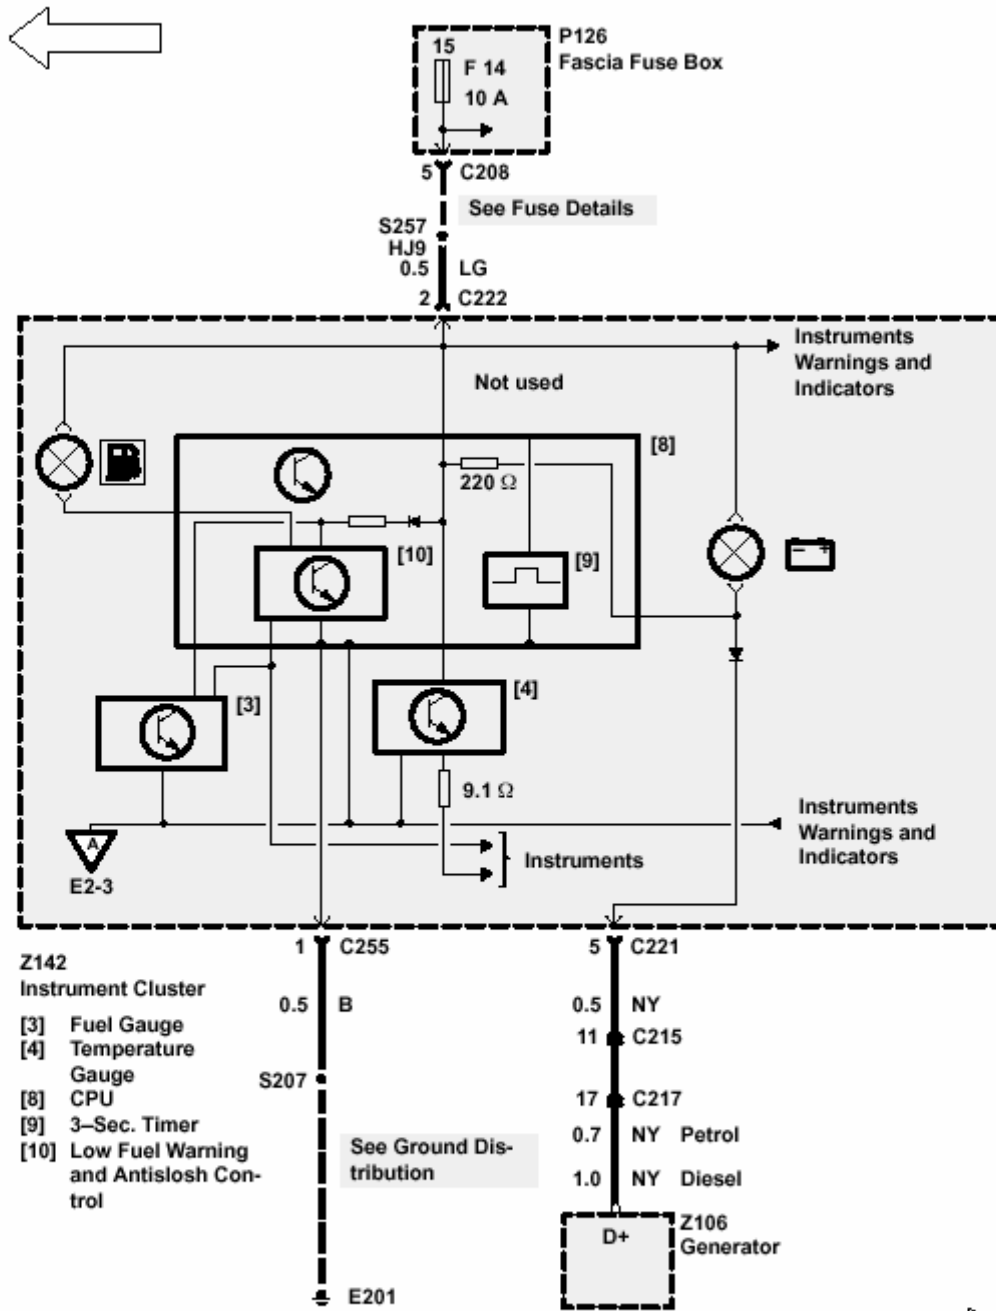 P126
Fascia Fuse Box
15
F 14
10 A
5 C208
See Fuse Details
S257
HJ9
0.5 LG
2 C222
Instruments
Warnings and
Indicators
Not used
[8]
220 Ω
[10]
[9]
- +
[3]
[4]
9.1 Ω
Instruments
Warnings and
Indicators
A
E2-3
Instruments
1 C255
5 C221
Z142
Instrument Cluster
[3] Fuel Gauge
[4] Temperature
Gauge
[8] CPU
[9] 3–Sec. Timer
[10] Low Fuel Warning
and Antislosh Con-
trol
0.5 B
S207
See Ground Dis-
tribution
E201
0.5 NY
11 C215
17 C217
0.7 NY Petrol
1.0 NY Diesel
D+
Z106
Generator